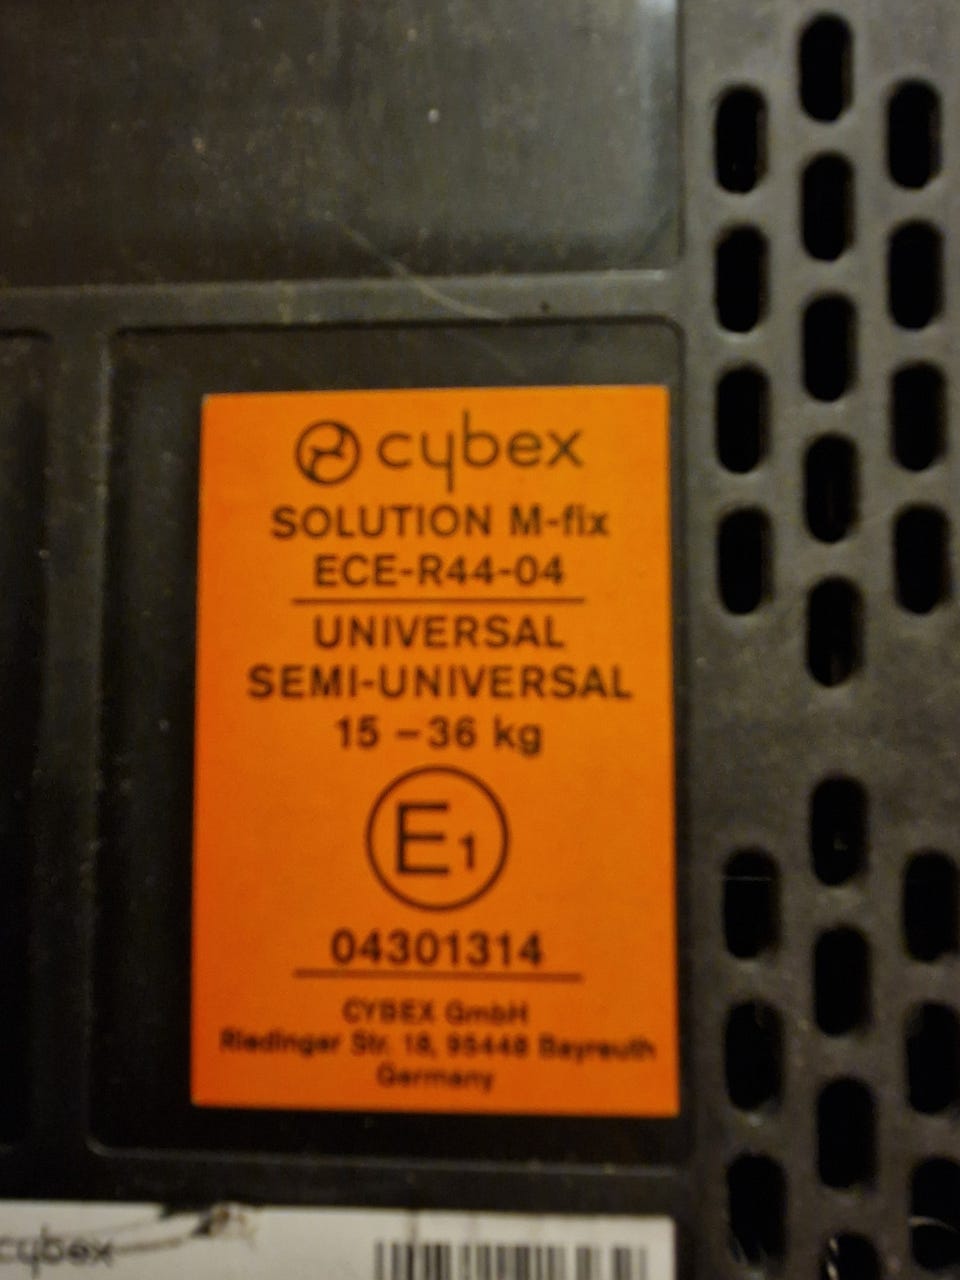 cybex
SOLUTION M-fix
ECE-R44-04
UNIVERSAL
SEMI-UNIVERSAL
15 – 36 kg
E1
04301314
CYBEX GmbH
Riedinger Str. 18, 95448 Bayreuth
Germany
cybex